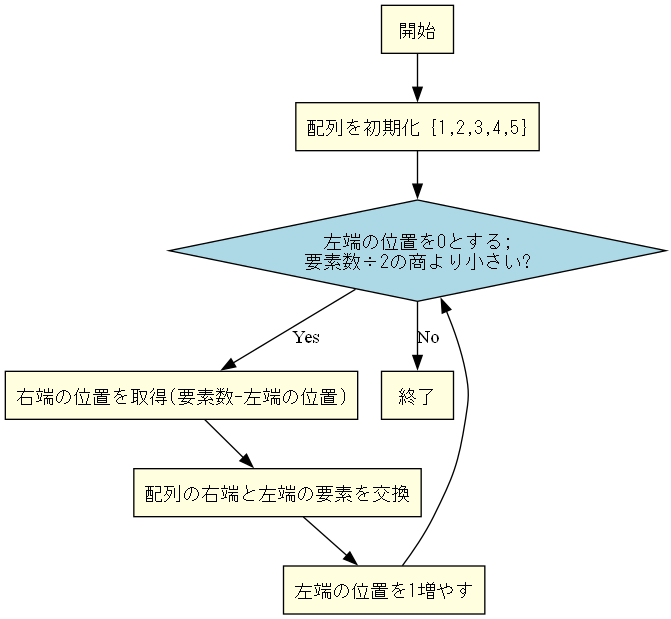 開始
配列を初期化 {1,2,3,4,5}
左端の位置を0とする;
要素数÷2の商より小さい?
Yes
No
右端の位置を取得(要素数-左端の位置)
終了
配列の右端と左端の要素を交換
左端の位置を1増やす